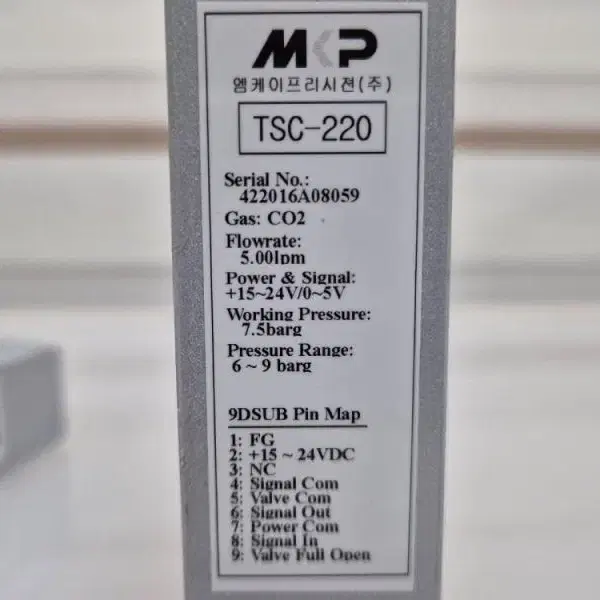 MKP
엠케이프리시젼(주)
TSC-220
Serial No.:
422016A08059
Gas: CO2
Flowrate:
5.00lpm
Power & Signal:
+15~24V/0~5V
Working Pressure:
7.5barg
Pressure Range:
6 ~ 9 barg
9DSUB Pin Map
1: FG
2: +15 ~ 24VDC
3: NC
4: Signal Com
5: Valve Com
6: Signal Out
7: Power Com
8: Signal In
9: Valve Full Open